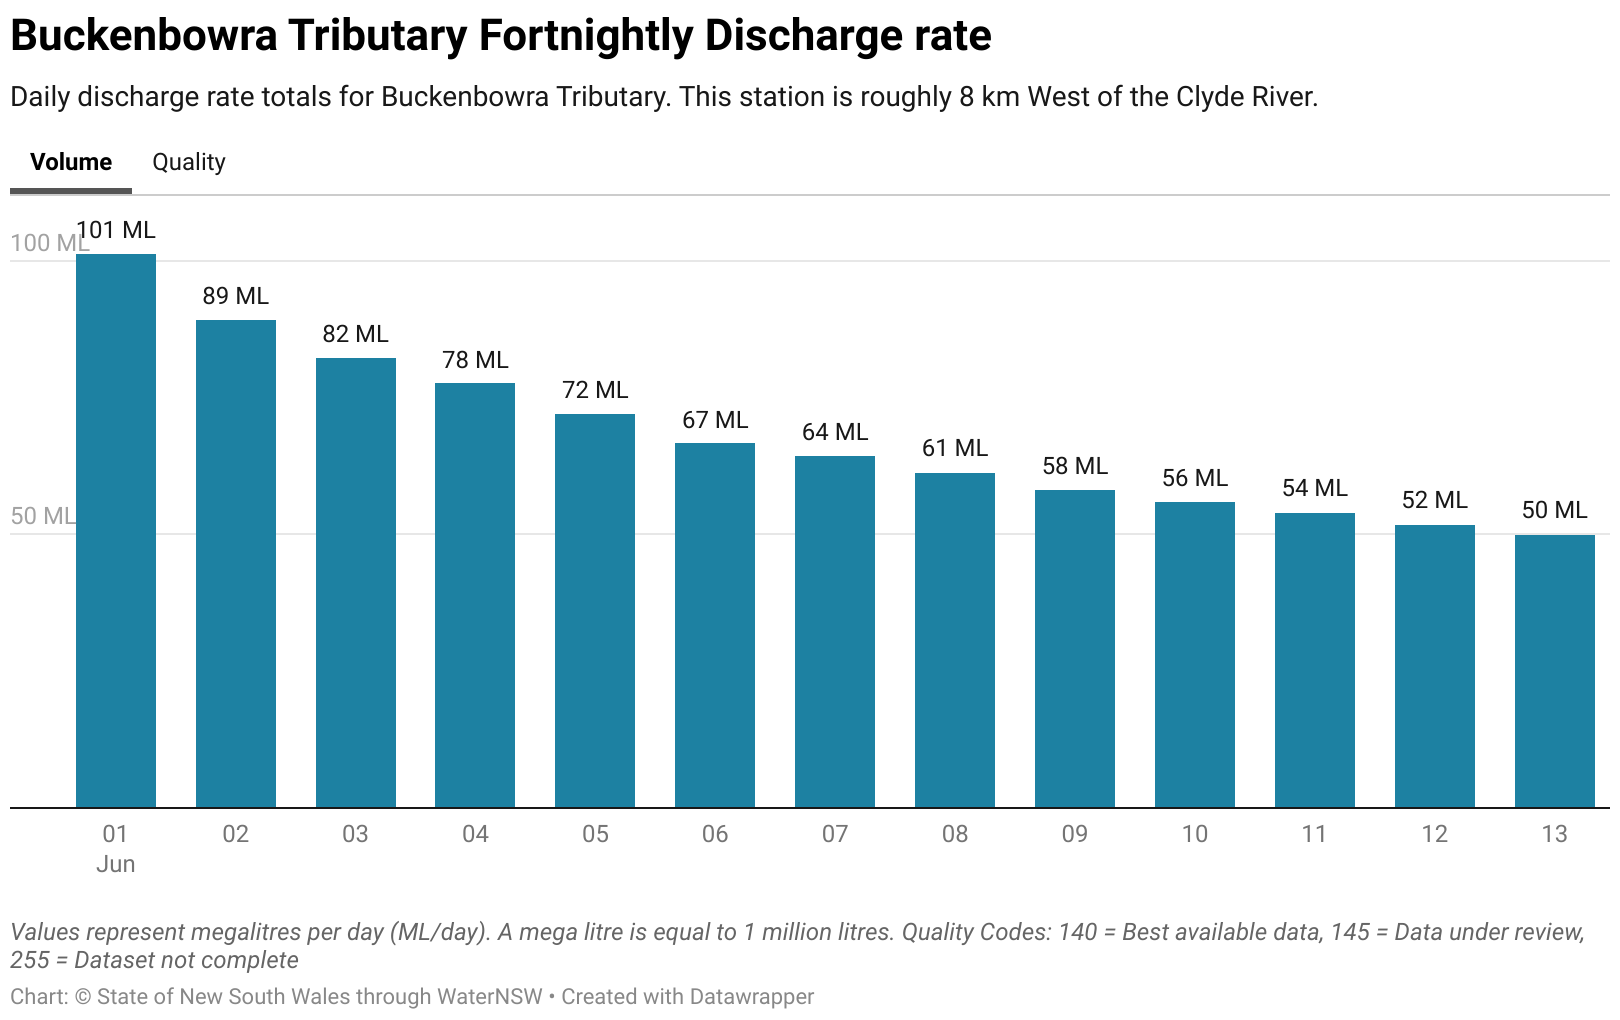 Buckenbowra Tributary Fortnightly Discharge rate
Daily discharge rate totals for Buckenbowra Tributary. This station is roughly 8 km West of the Clyde River.
Volume Quality
101 ML
100 ML
89 ML
82 ML
78 ML
72 ML
67 ML
64 ML
61 ML
58 ML
56 ML
54 ML
52 ML
50 ML
50 ML
01 02 03 04 05 06 07 08 09 10 11 12 13
Jun
Values represent megalitres per day (ML/day). A mega litre is equal to 1 million litres. Quality Codes: 140 = Best available data, 145 = Data under review,
255 = Dataset not complete
Chart: © State of New South Wales through WaterNSW • Created with Datawrapper